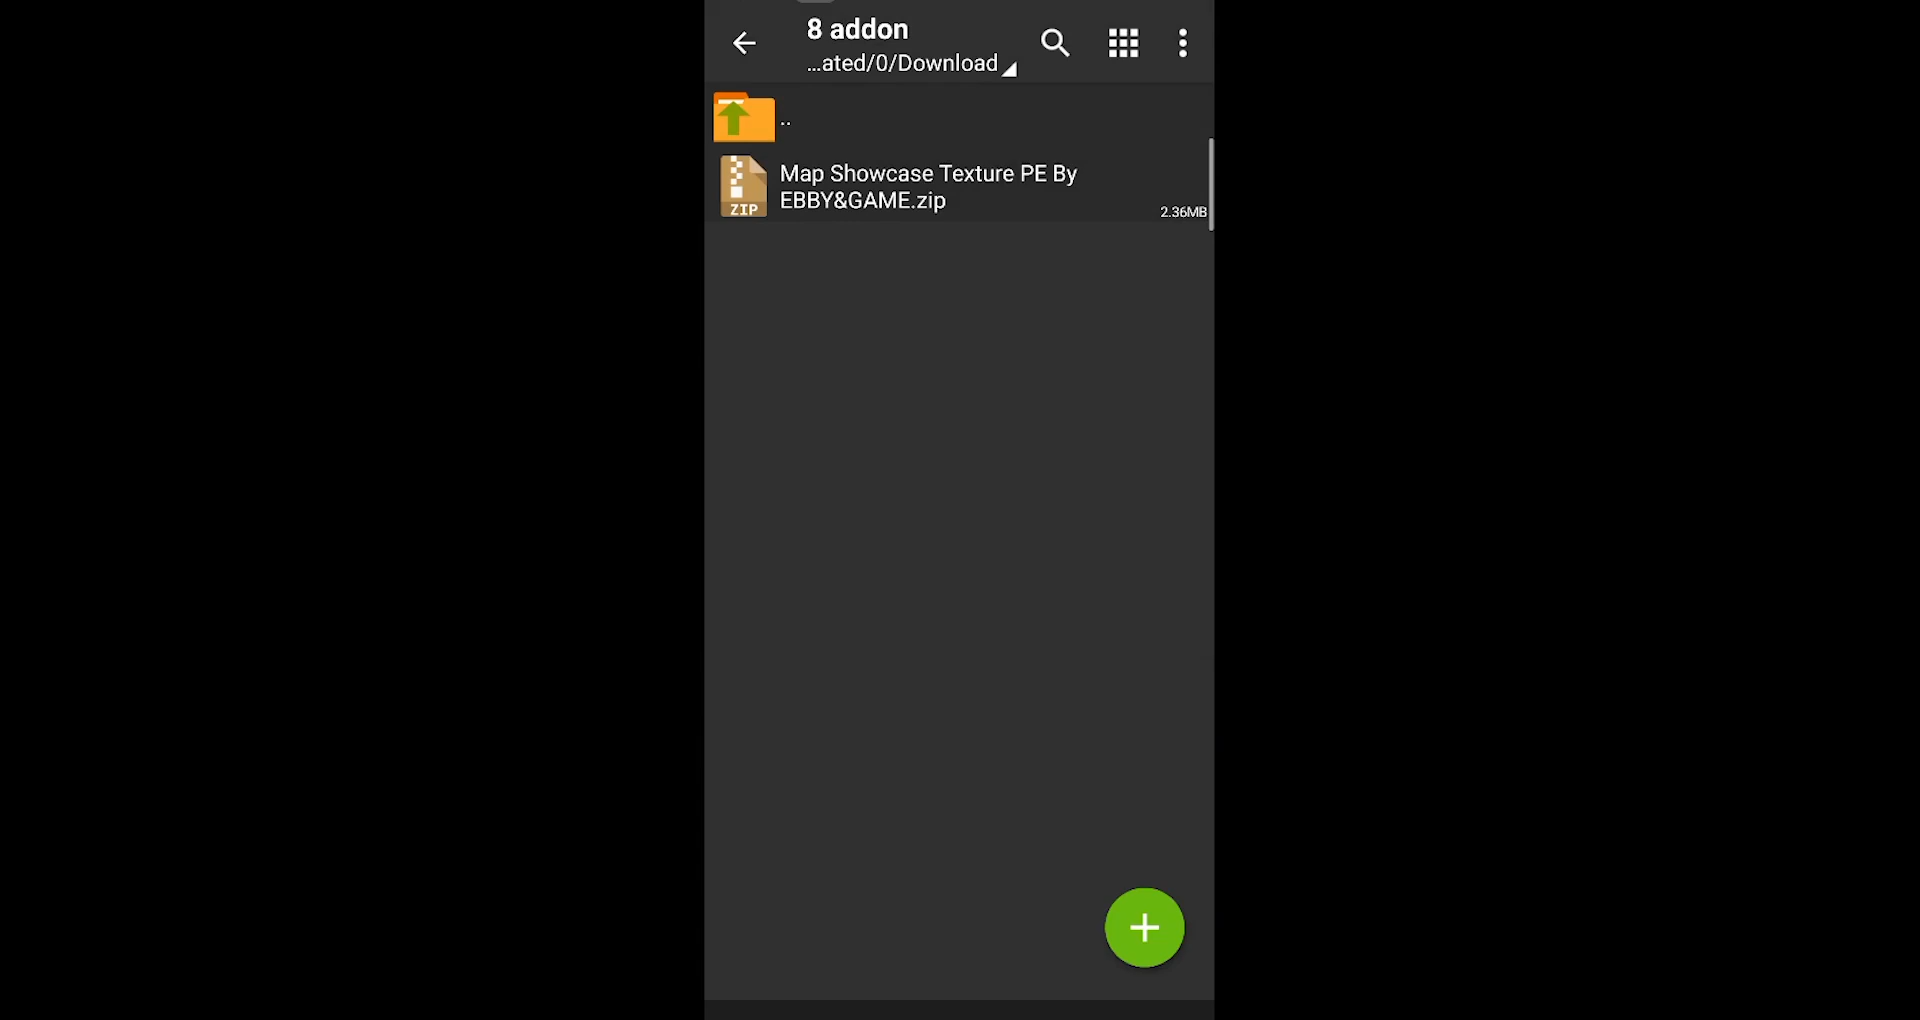 8 addon
...ated/0/Download
..
Map Showcase Texture PE By
EBBY&GAME.zip
ZIP
2.36MB